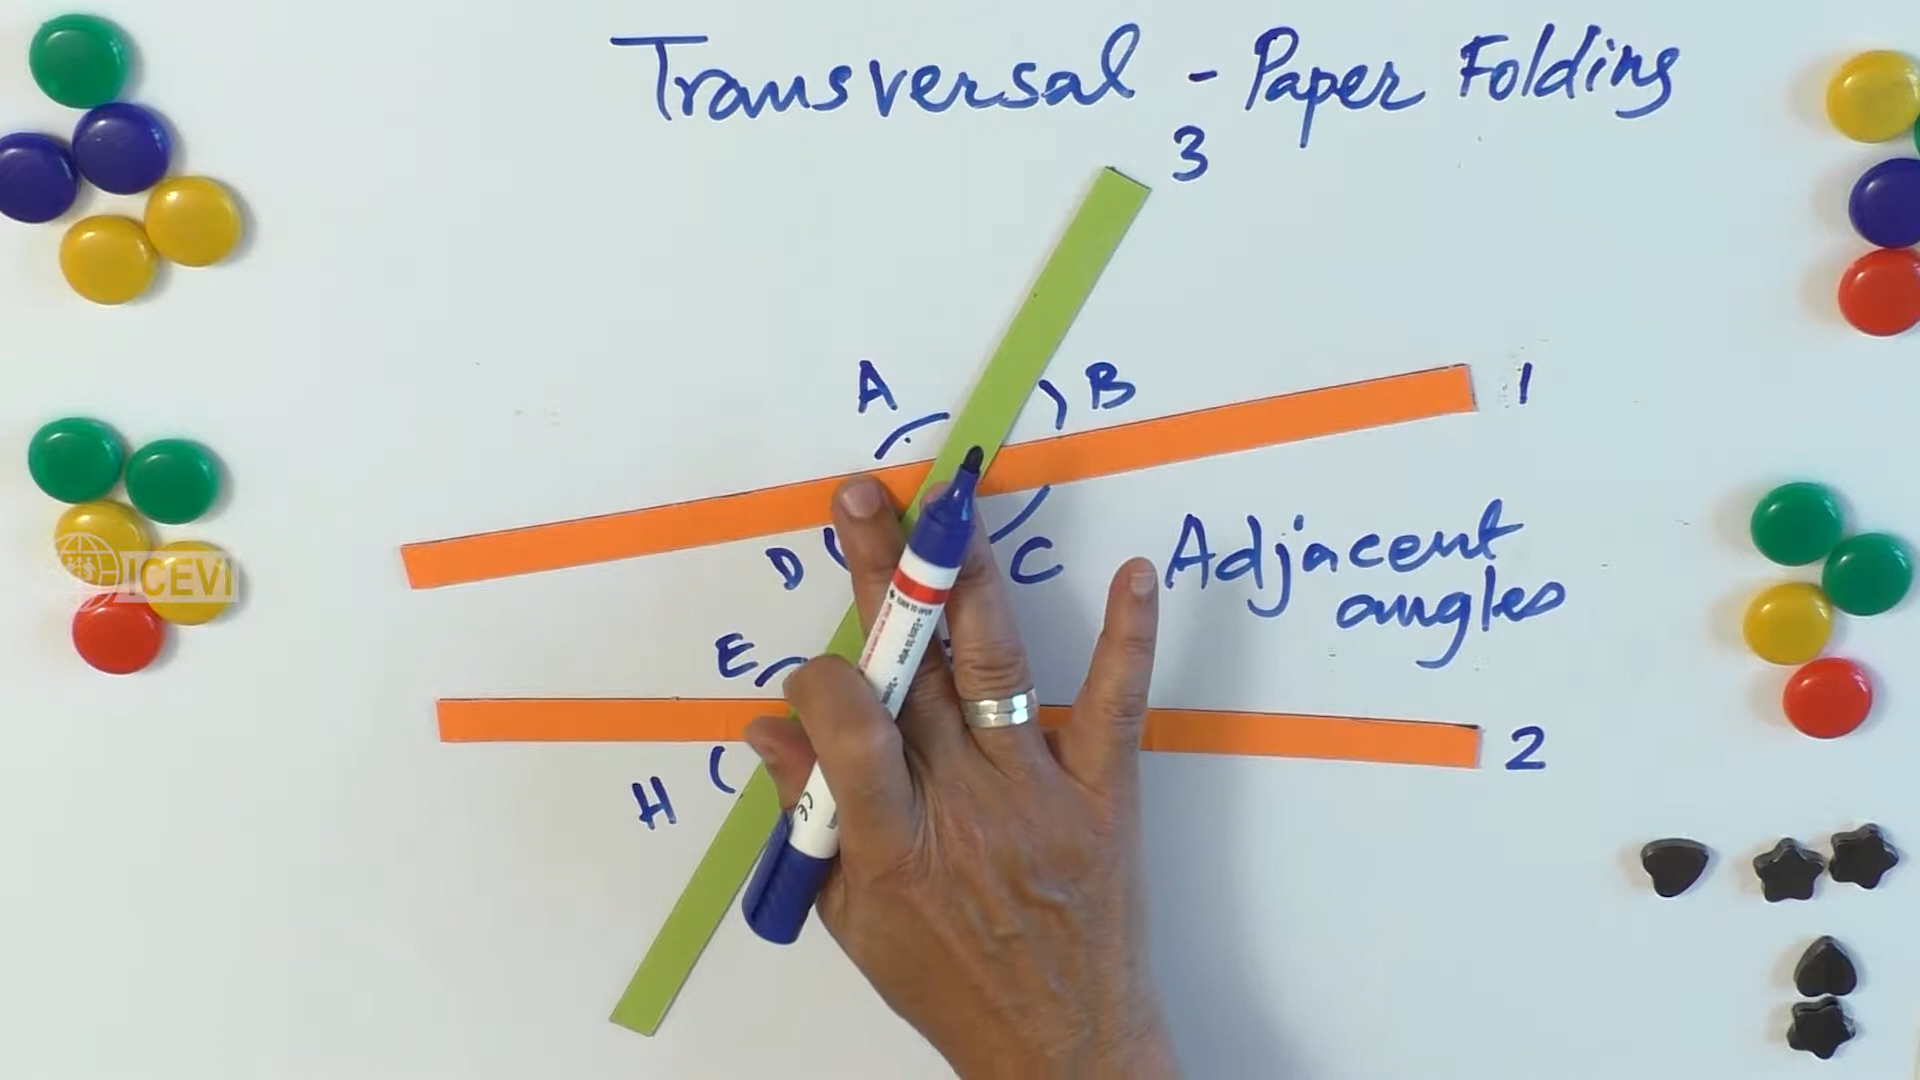 Transversal - Paper Folding
3
A
B
1
D
C
Adjacent
angles
E
2
H
ICEVI